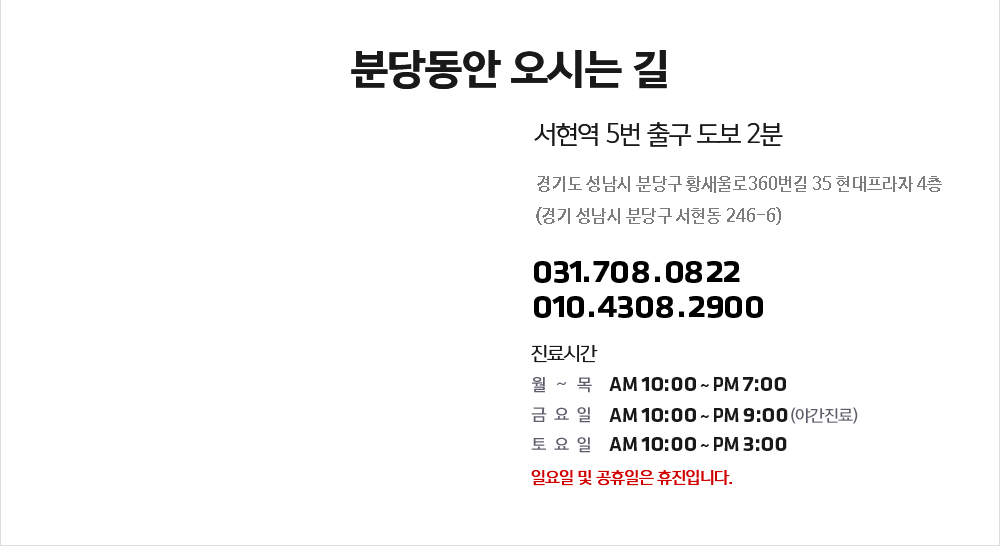 분당동안 오시는 길
서현역 5번 출구 도보 2분
경기도 성남시 분당구 황새울로360번길 35 현대프라자 4층
(경기 성남시 분당구 서현동 246-6)
031.708.0822
010.4308.2900
진료시간
월 ~ 목 AM 10:00 ~ PM 7:00
금 요 일 AM 10:00 ~ PM 9:00 (야간진료)
토 요 일 AM 10:00 ~ PM 3:00
일요일 및 공휴일은 휴진입니다.